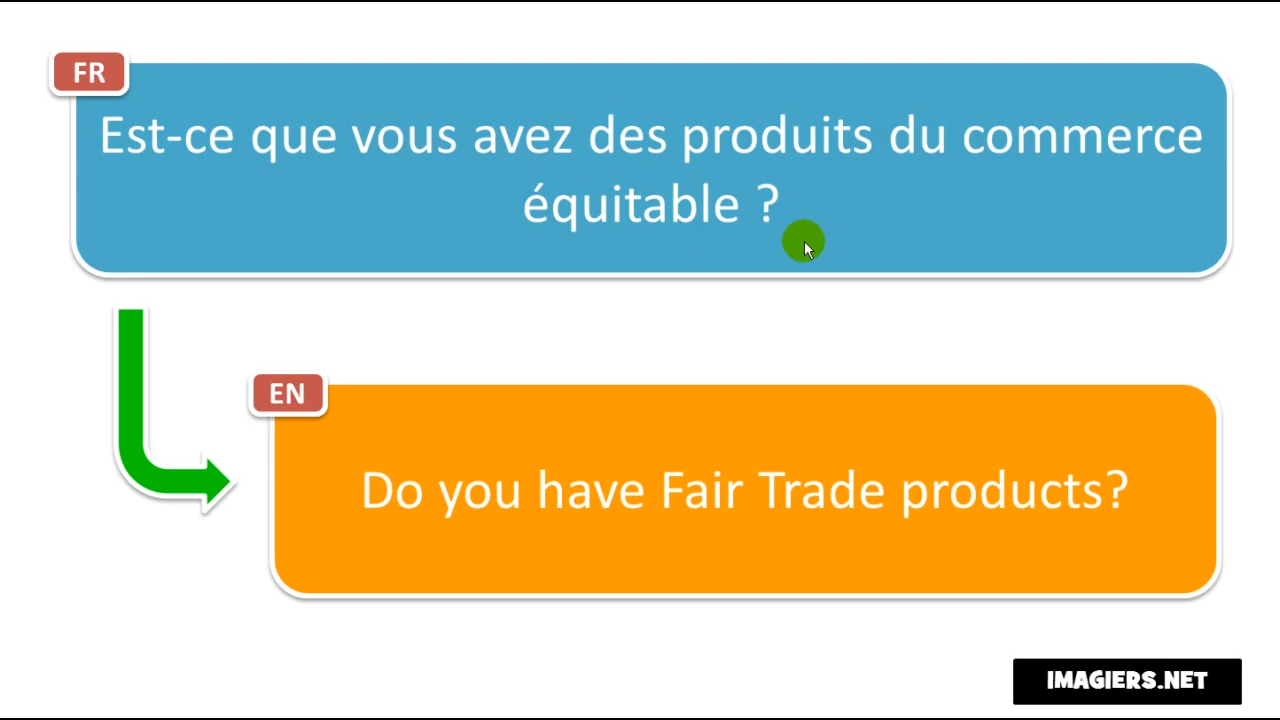 FR
Est-ce que vous avez des produits du commerce
équitable ?
EN
Do you have Fair Trade products?
IMAGIERS.NET